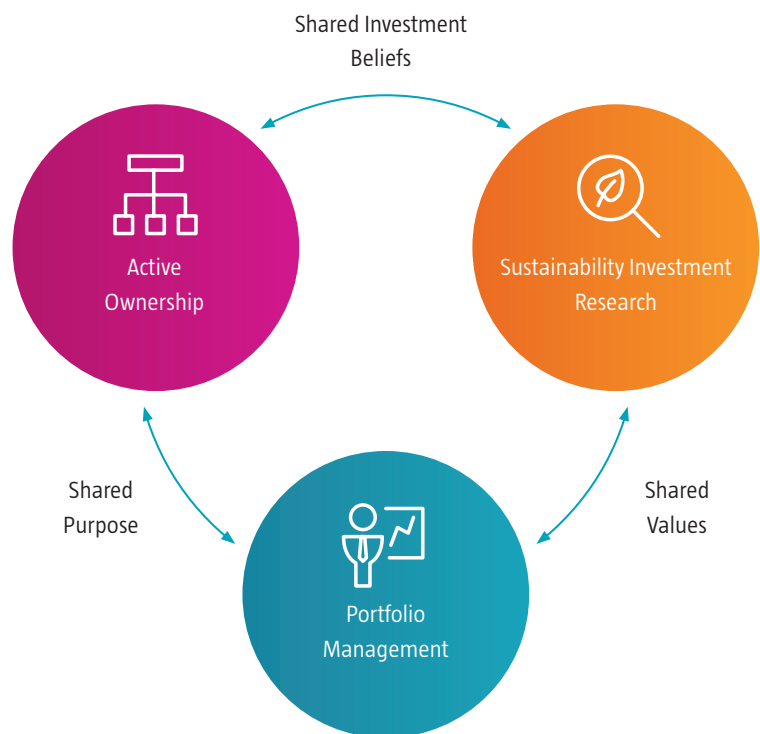 Shared Investment
Beliefs
Active
Ownership
Sustainability Investment
Research
Shared
Purpose
Shared
Values
Portfolio
Management